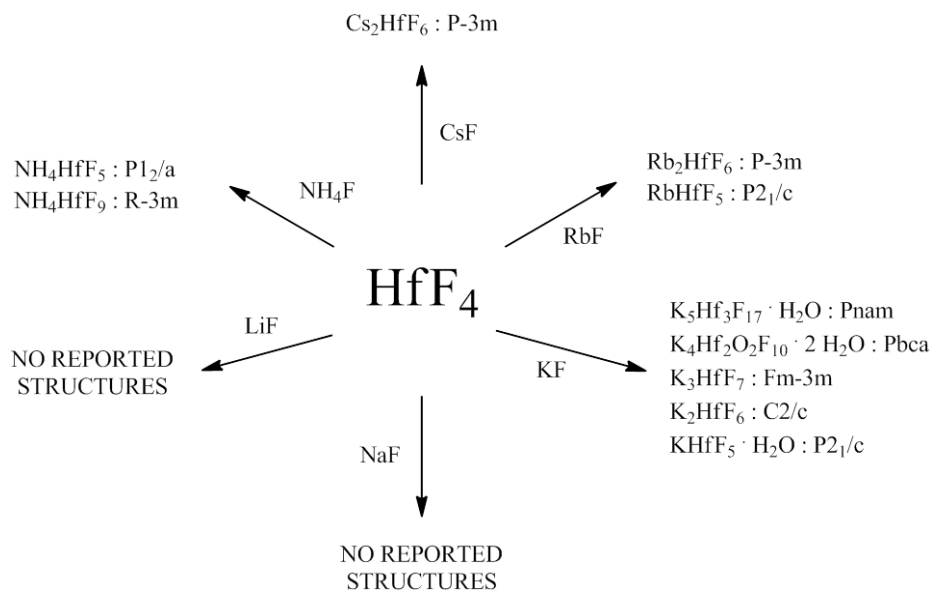 Cs₂HfF₆ : P-3m
CsF
NH₄HfF₅ : P1₂/a
NH₄HfF₉ : R-3m
NH₄F
Rb₂HfF₆ : P-3m
RbHfF₅ : P2₁/c
RbF
HfF₄
LiF
NO REPORTED
STRUCTURES
KF
K₅Hf₃F₁₇ · H₂O : Pnam
K₄Hf₂O₂F₁₀ · 2 H₂O : Pbca
K₃HfF₇ : Fm-3m
K₂HfF₆ : C2/c
KHfF₅ · H₂O : P2₁/c
NaF
NO REPORTED
STRUCTURES